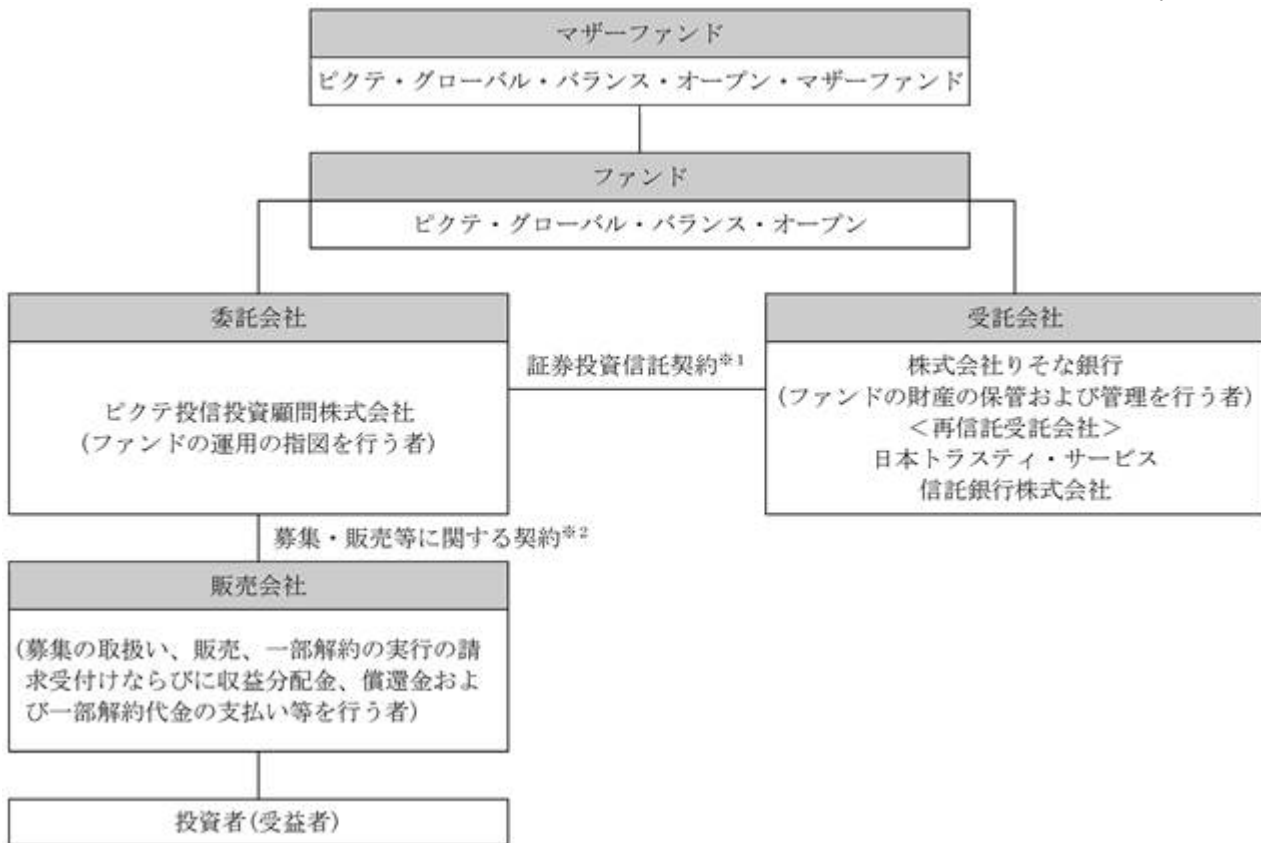 マザーファンド
ピクテ・グローバル・バランス・オープン・マザーファンド
ファンド
ピクテ・グローバル・バランス・オープン
委託会社
ピクテ投信投資顧問株式会社
(ファンドの運用の指図を行う者)
証券投資信託契約※1
受託会社
株式会社りそな銀行
(ファンドの財産の保管および管理を行う者)
＜再信託受託会社＞
日本トラスティ・サービス
信託銀行株式会社
募集・販売等に関する契約※2
販売会社
(募集の取扱い、販売、一部解約の実行の請
求受付けならびに収益分配金、償還金およ
び一部解約代金の支払い等を行う者)
投資者(受益者)